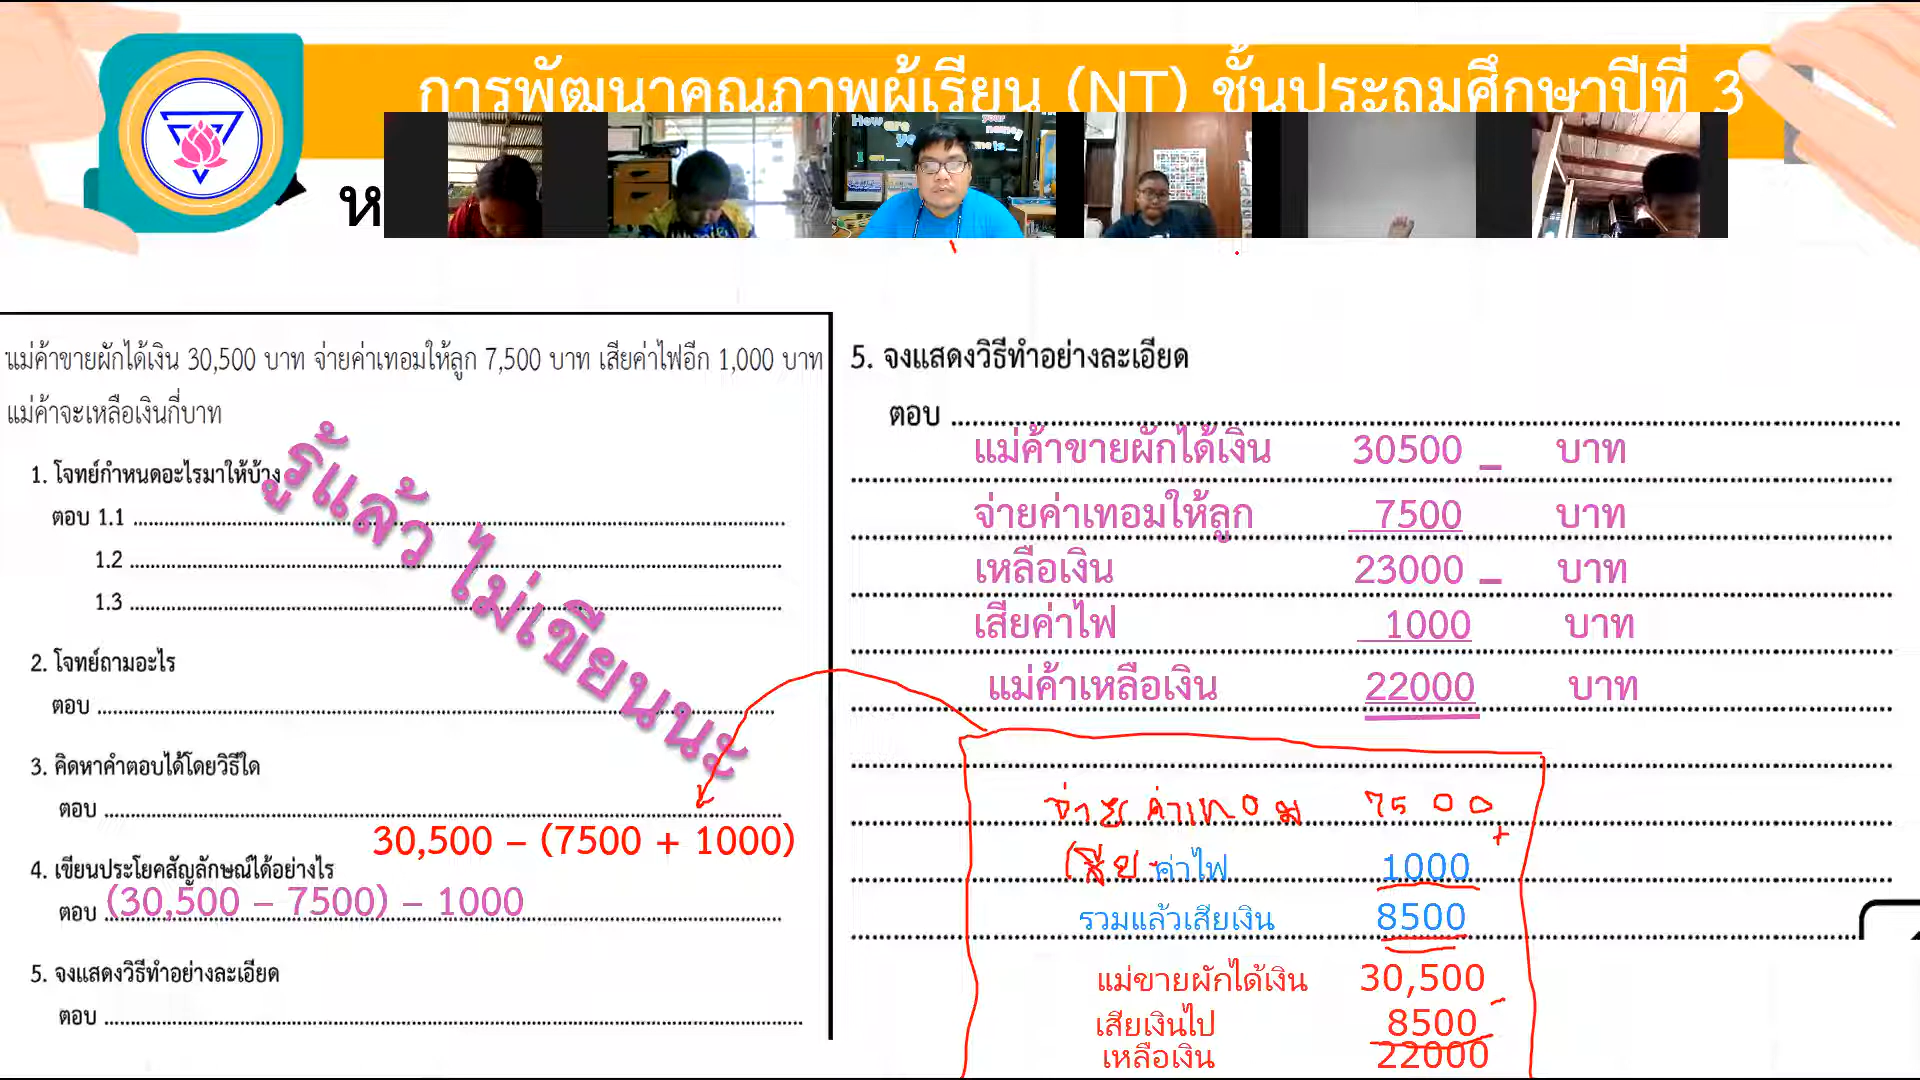 การพัฒนาคุณภาพผู้เรียน (NT) ชั้นประถมศึกษาปีที่ 3
ห
How are
your
แม่ค้าขายผักได้เงิน 30,500 บาท จ่ายค่าเทอมให้ลูก 7,500 บาท เสียค่าไฟอีก 1,000 บาท
แม่ค้าจะเหลือเงินกี่บาท
รู้แล้ว ไม่เขียนนะ
1. โจทย์กำหนดอะไรมาให้บ้าง
ตอบ 1.1
1.2
1.3
2. โจทย์ถามอะไร
ตอบ
3. คิดหาคำตอบได้โดยวิธีใด
ตอบ
30,500 – (7500 + 1000)
4. เขียนประโยคสัญลักษณ์ได้อย่างไร
ตอบ (30,500 – 7500) – 1000
5. จงแสดงวิธีทำอย่างละเอียด
ตอบ
5. จงแสดงวิธีทำอย่างละเอียด
ตอบ
แม่ค้าขายผักได้เงิน 30500 – บาท
จ่ายค่าเทอมให้ลูก 7500 บาท
เหลือเงิน 23000 – บาท
เสียค่าไฟ 1000 บาท
แม่ค้าเหลือเงิน 22000 บาท
จ่ายค่าเทอม 7500 +
เสีย ค่าไฟ 1000
รวมแล้วเสียเงิน 8500
แม่ขายผักได้เงิน 30,500 –
เสียเงินไป 8500
เหลือเงิน 22000